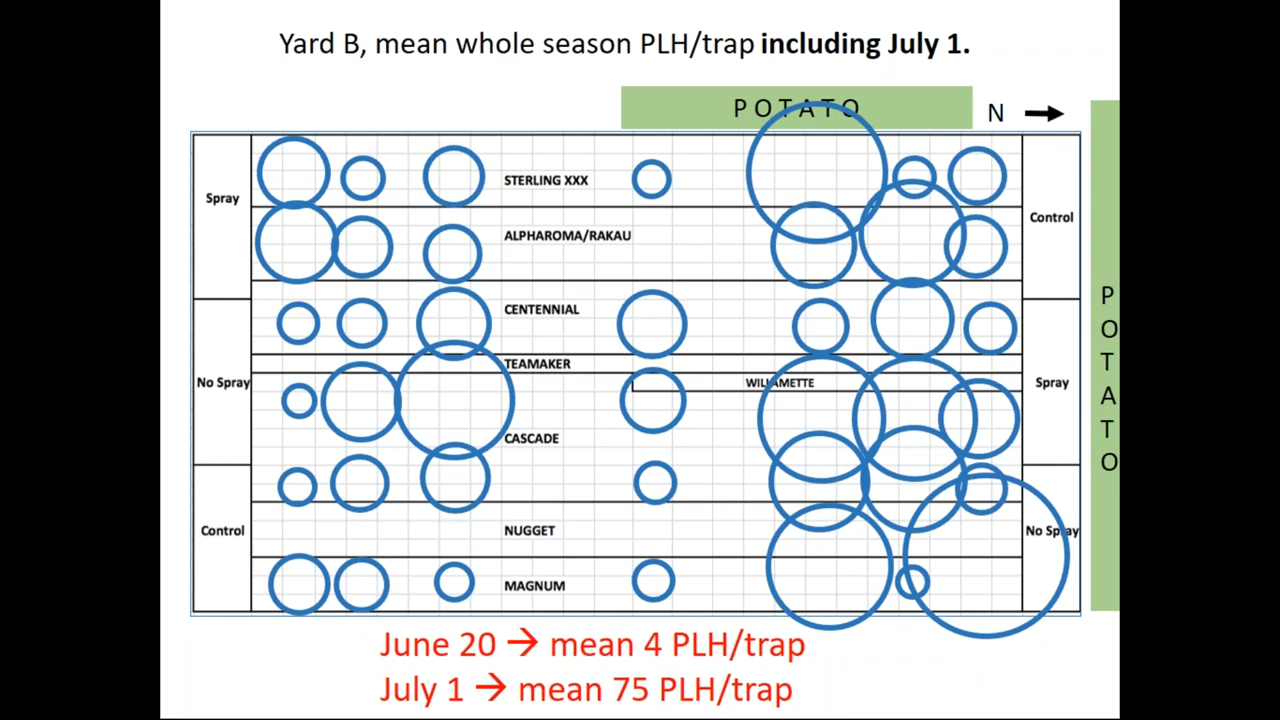 Yard B, mean whole season PLH/trap including July 1.
P O T A T O
N
Spray
STERLING XXX
ALPHAROMA/RAKAU
Control
CENTENNIAL
TEAMAKER
No Spray
WILLAMETTE
Spray
CASCADE
Control
NUGGET
No Spray
MAGNUM
P
O
T
A
T
O
June 20 → mean 4 PLH/trap
July 1 → mean 75 PLH/trap